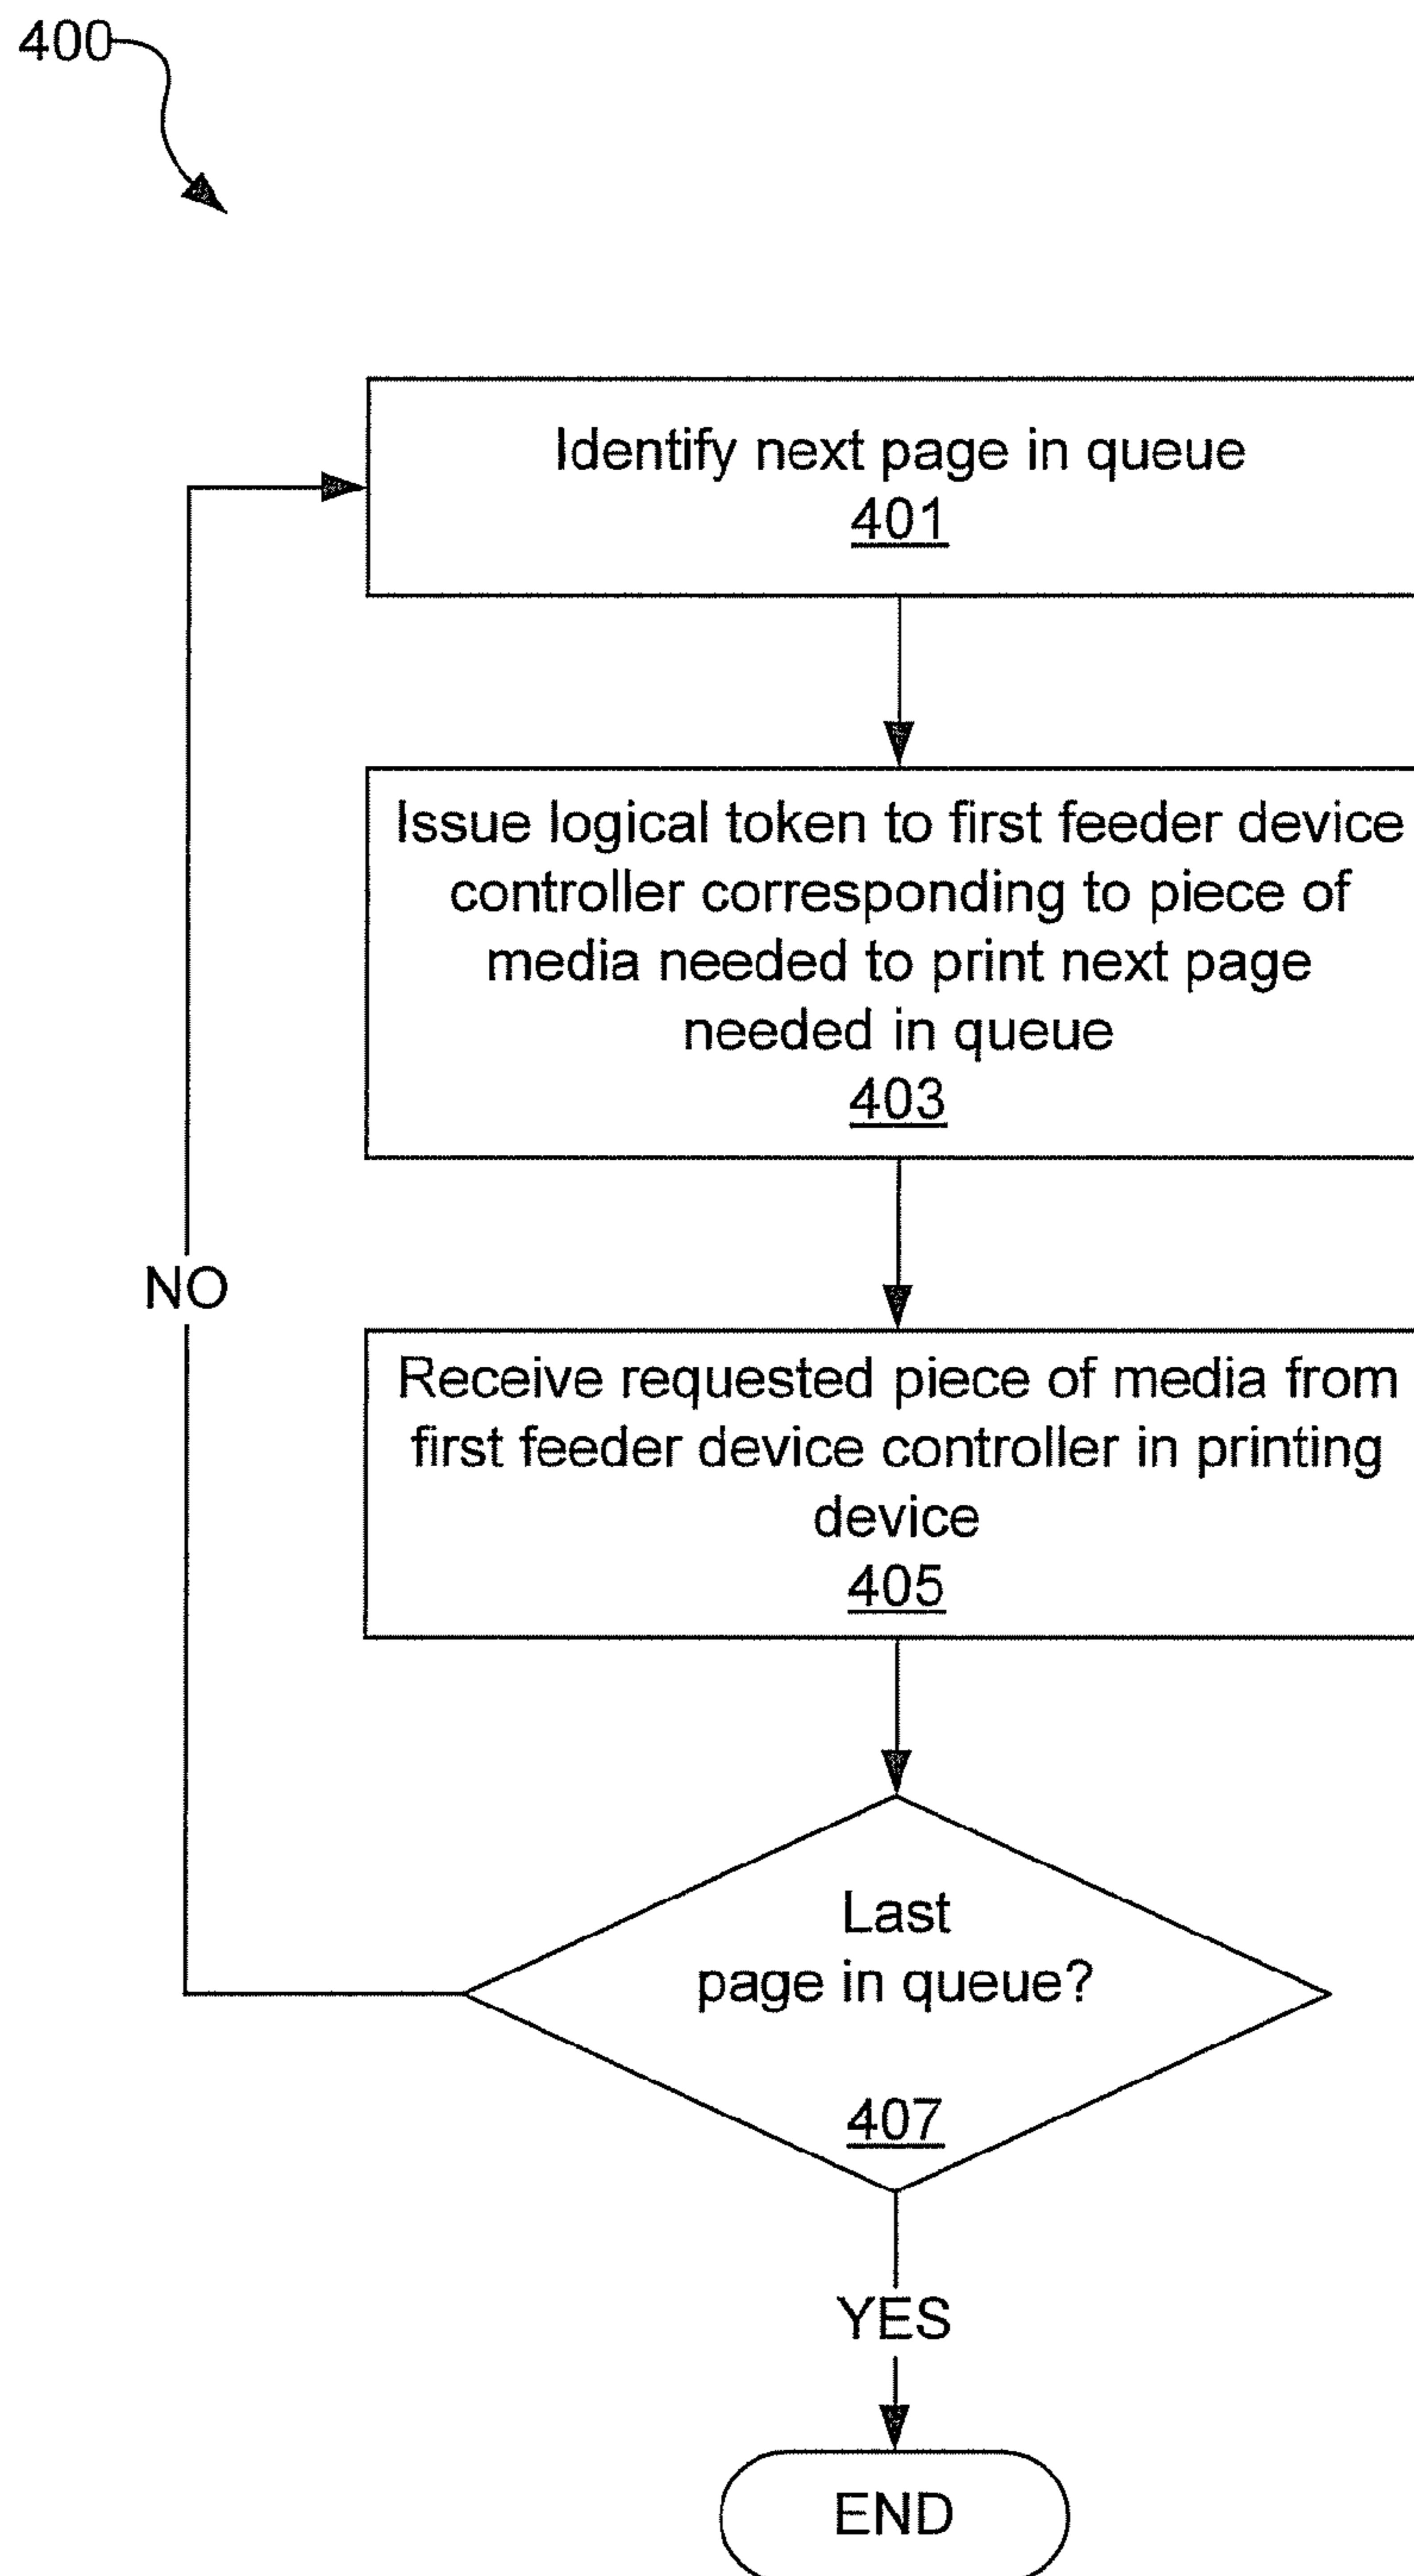 400
Identify next page in queue
401
Issue logical token to first feeder device
controller corresponding to piece of
media needed to print next page
needed in queue
403
NO
Receive requested piece of media from
first feeder device controller in printing
device
405
Last
page in queue?
407
YES
END